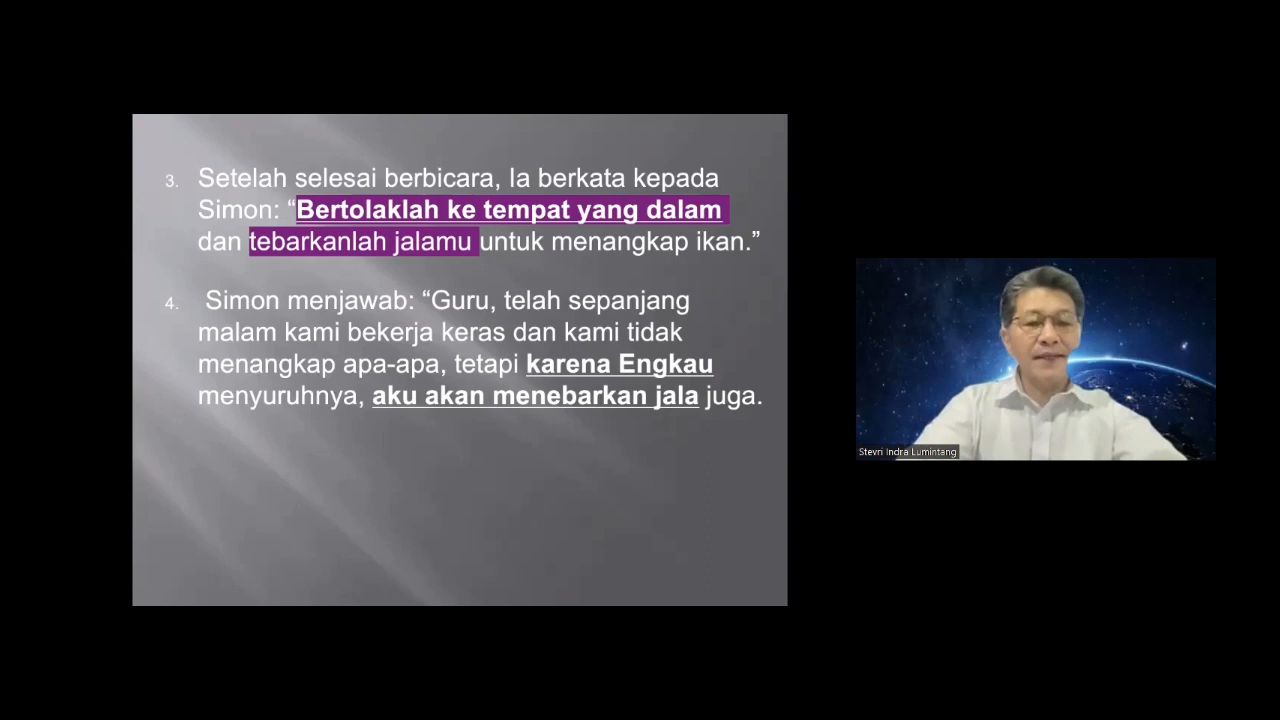 3. Setelah selesai berbicara, Ia berkata kepada
Simon: “Bertolaklah ke tempat yang dalam
dan tebarkanlah jalamu untuk menangkap ikan.”
4. Simon menjawab: “Guru, telah sepanjang
malam kami bekerja keras dan kami tidak
menangkap apa-apa, tetapi karena Engkau
menyuruhnya, aku akan menebarkan jala juga.
Stevri Indra Lumintang